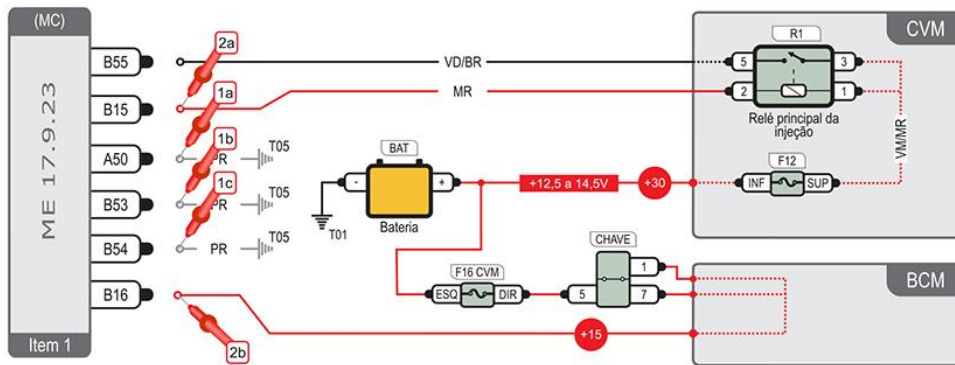 (MC)
ME 17.9.23
Item 1
B55
B15
A50
B53
B54
B16
2a
1a
1b
1c
2b
VD/BR
MR
PR
T05
PR
T05
PR
T05
BAT
-
+
Bateria
T01
+12,5 a 14,5V
+30
F16 CVM
ESQ
DIR
CHAVE
1
5
7
+15
CVM
R1
5
3
2
1
Relé principal da
injeção
VM/MR
F12
INF
SUP
BCM